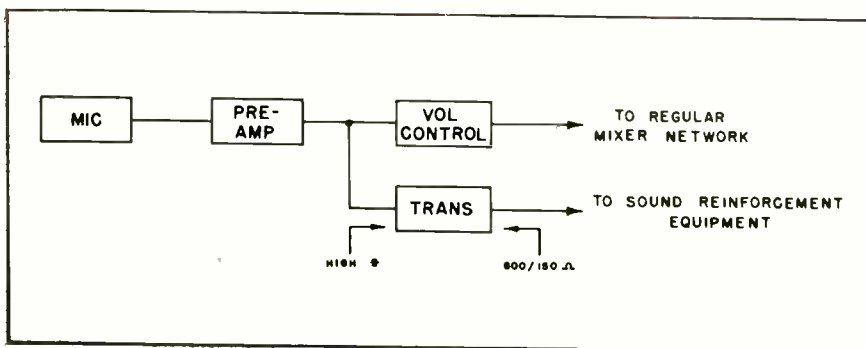 MIC
PRE-
AMP
VOL
CONTROL
TO REGULAR
MIXER NETWORK
TRANS
TO SOUND REINFORCEMENT
EQUIPMENT
HIGH
600/150 Ω